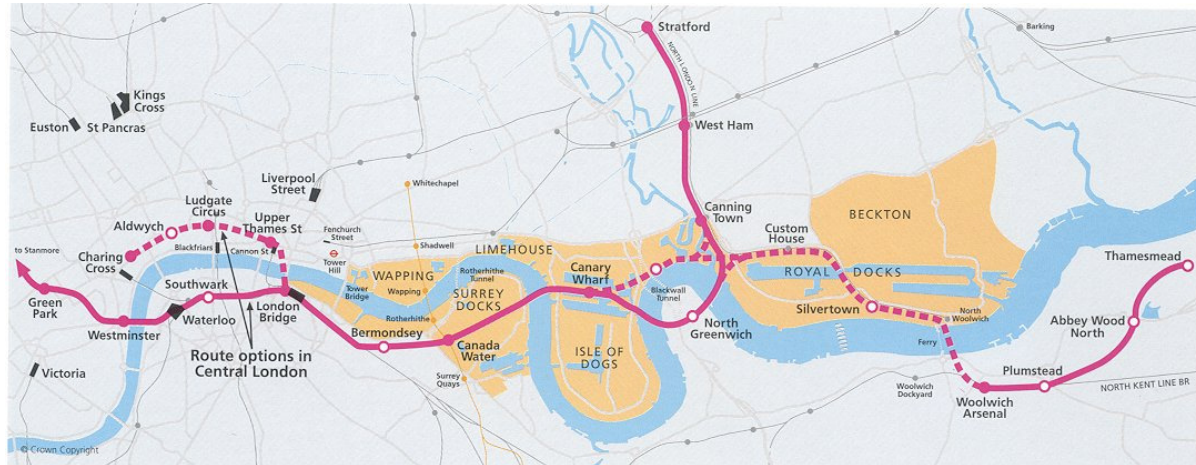 Stratford
Barking
NORTH LONDON LINE
Kings
Cross
Euston
St Pancras
West Ham
Liverpool
Street
Whitechapel
Ludgate
Circus
Aldwych
Upper
Thames St
Canning
Town
BECKTON
Fenchurch
Street
Custom
House
to Stanmore
Blackfriars
Cannon St
Shadwell
LIMEHOUSE
Charing
Cross
Tower
Hill
WAPPING
Rotherhithe
Tunnel
Canary
Wharf
ROYAL DOCKS
Thamesmead
Southwark
Tower
Bridge
Wapping
SURREY
DOCKS
Blackwall
Tunnel
Green
Park
London
Bridge
Rotherhithe
Silvertown
North
Woolwich
Westminster
Waterloo
Bermondsey
Canada
Water
North
Greenwich
Abbey Wood
North
Route options in
Central London
ISLE OF
DOGS
Ferry
Victoria
Surrey
Quays
Woolwich
Dockyard
Plumstead
Woolwich
Arsenal
NORTH KENT LINE BR
© Crown Copyright